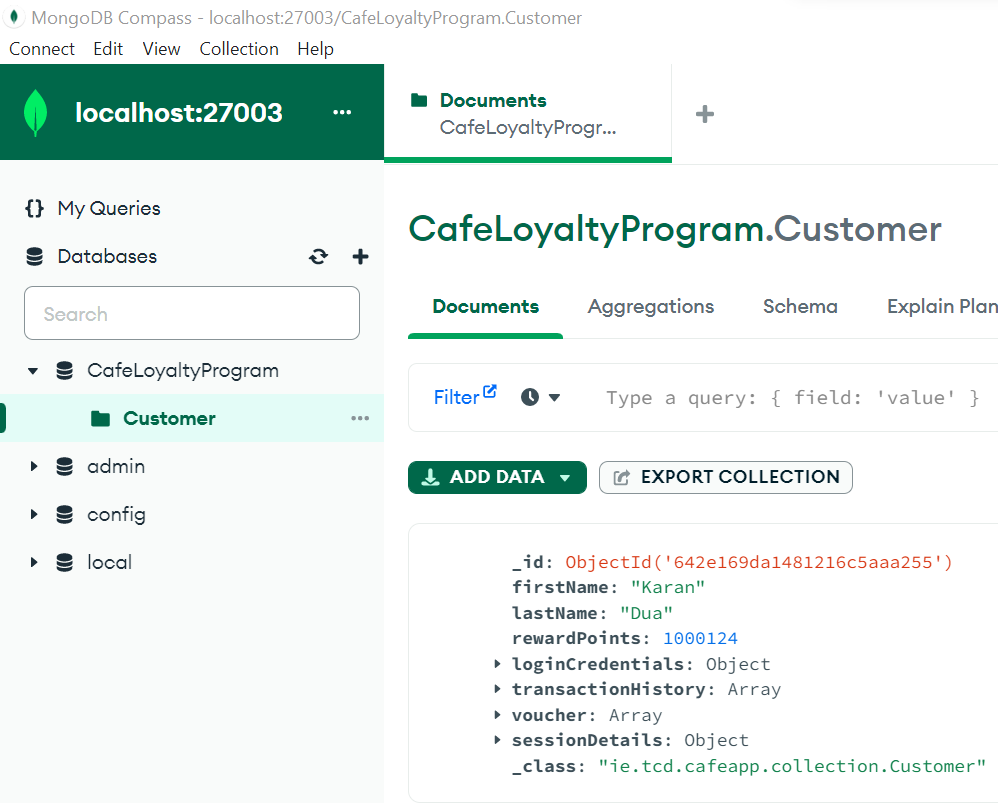 MongoDB Compass - localhost:27003/CafeLoyaltyProgram.Customer
Connect Edit View Collection Help
localhost:27003 ...
Documents
CafeLoyaltyProgr...
{} My Queries
Databases
Search
CafeLoyaltyProgram
Customer
admin
config
local
CafeLoyaltyProgram.Customer
Documents Aggregations Schema Explain Plan
Filter Type a query: { field: 'value' }
ADD DATA EXPORT COLLECTION
_id: ObjectId('642e169da1481216c5aaa255')
firstName: "Karan"
lastName: "Dua"
rewardPoints: 1000124
loginCredentials: Object
transactionHistory: Array
voucher: Array
sessionDetails: Object
_class: "ie.tcd.cafeapp.collection.Customer"